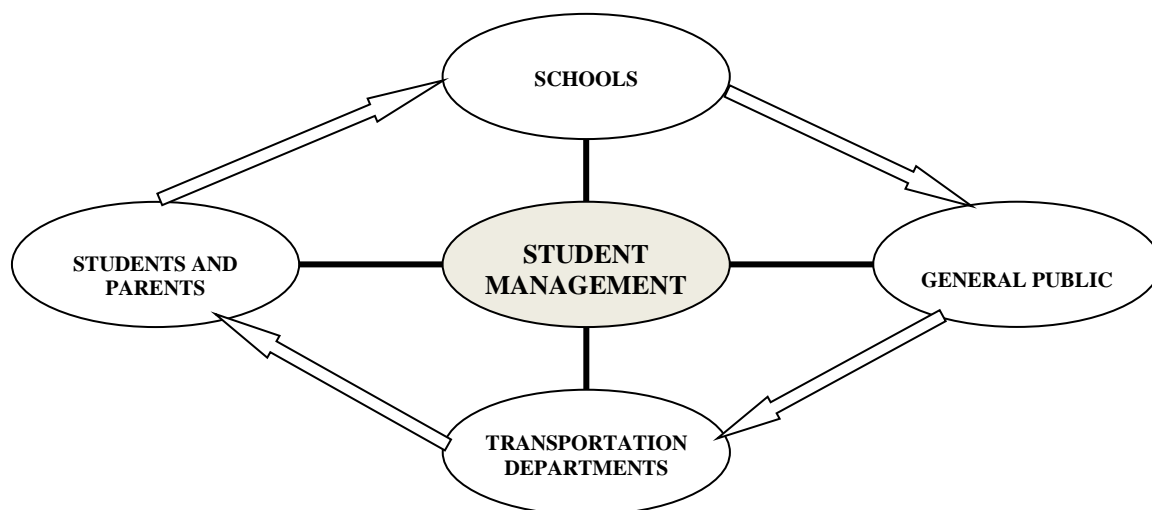 SCHOOLS
STUDENTS AND
PARENTS
STUDENT
MANAGEMENT
GENERAL PUBLIC
TRANSPORTATION
DEPARTMENTS